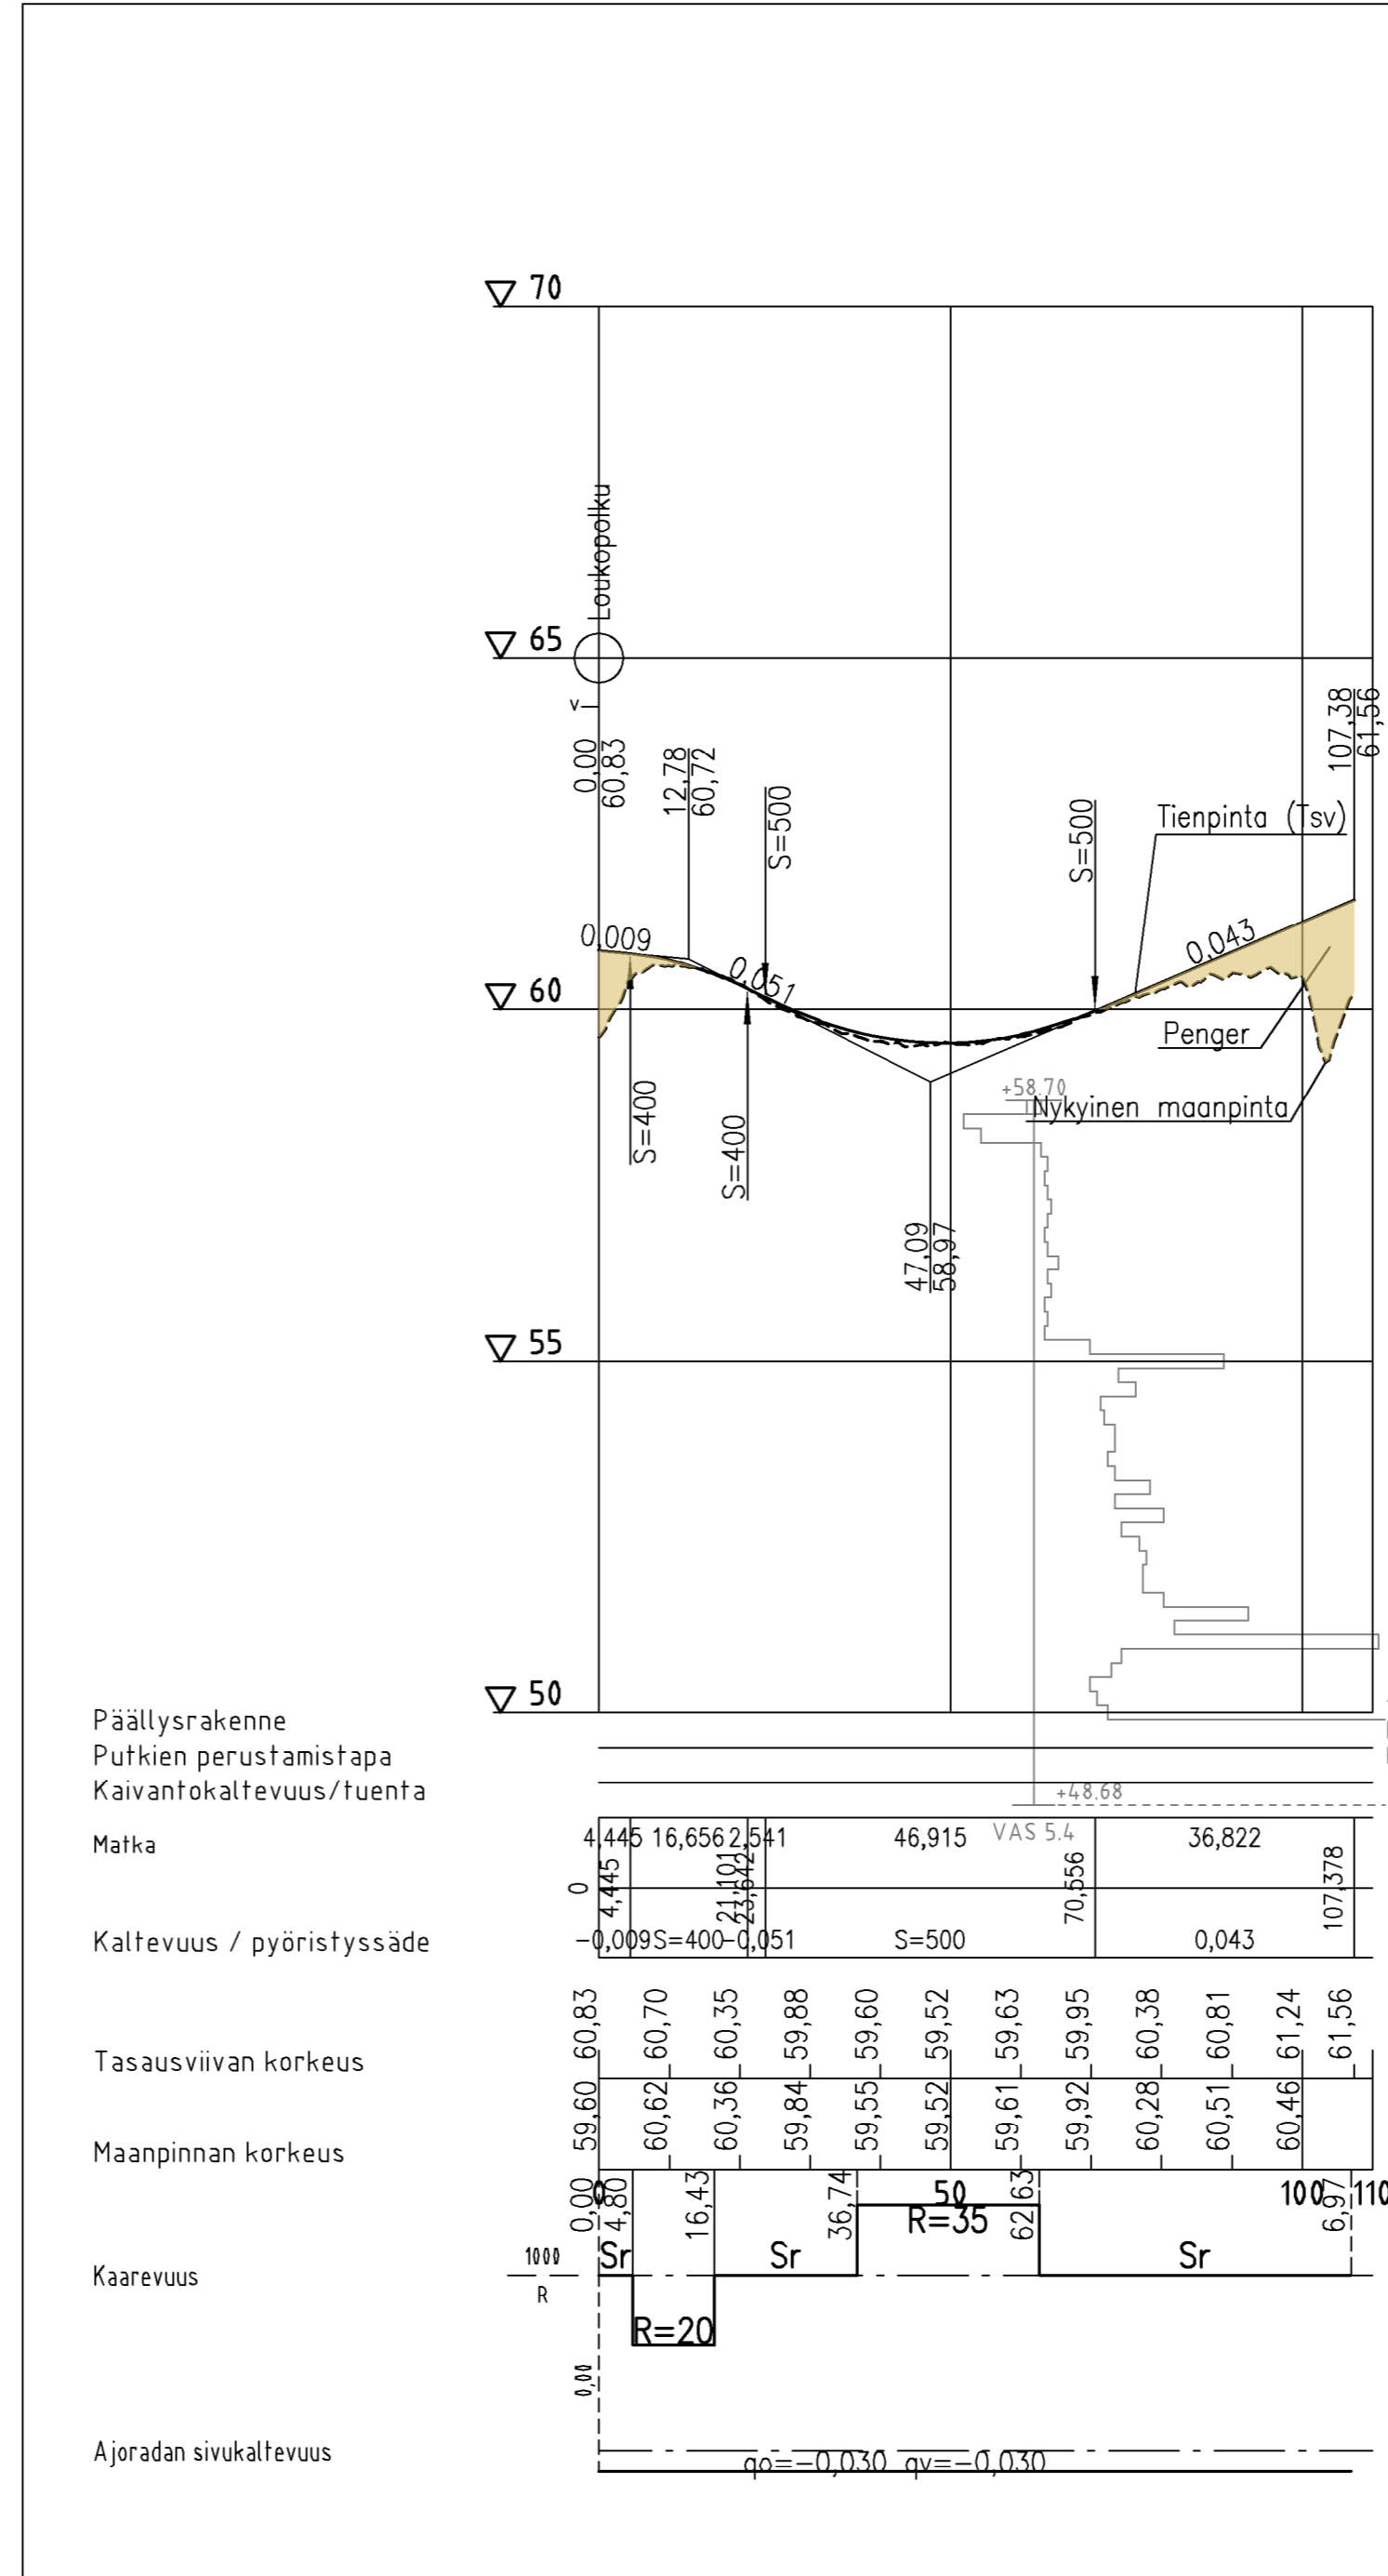 70
Loukopolku
65
v
0,00
60,83
12,78
60,72
S=500
S=500
107,38
61,56
Tienpinta (Tsv)
0,009
0,051
0,043
60
Penger
+58.70
Nykyinen maanpinta
S=400
S=400
47,09
58,97
55
50
Päällysrakenne
Putkien perustamistapa
Kaivantokaltevuus/tuenta
+48.68
VAS 5.4
Matka
4,445 16,656 2,541 46,915 36,822
0 4,445 21,101 23,642 70,556 107,378
Kaltevuus / pyöristyssäde
-0,009 S=400 -0,051 S=500 0,043
Tasausviivan korkeus
60,83 60,70 60,35 59,88 59,60 59,52 59,63 59,95 60,38 60,81 61,24 61,56
Maanpinnan korkeus
59,60 60,62 60,36 59,84 59,55 59,52 59,61 59,92 60,28 60,51 60,46
0 50 100 110
0,00 4,80 16,43 36,74 62,63 6,97
Kaarevuus
1000
R
Sr R=20 Sr R=35 Sr
0,00
Ajoradan sivukaltevuus
qo=-0,030 qv=-0,030